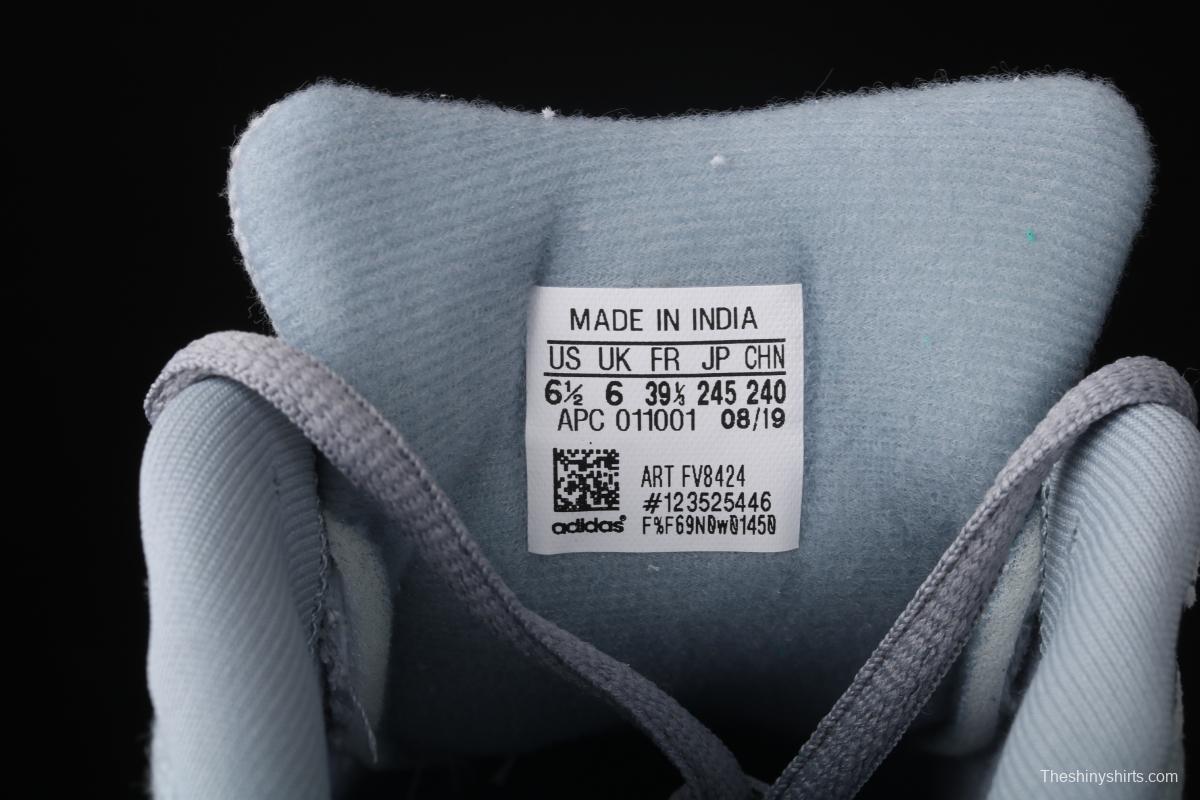 MADE IN INDIA
US UK FR JP CHN
6½ 6 39⅓ 245 240
APC 011001 08/19
ART FV8424
#123525446
adidas® F%F69N0w01450
Theshinyshirts.com